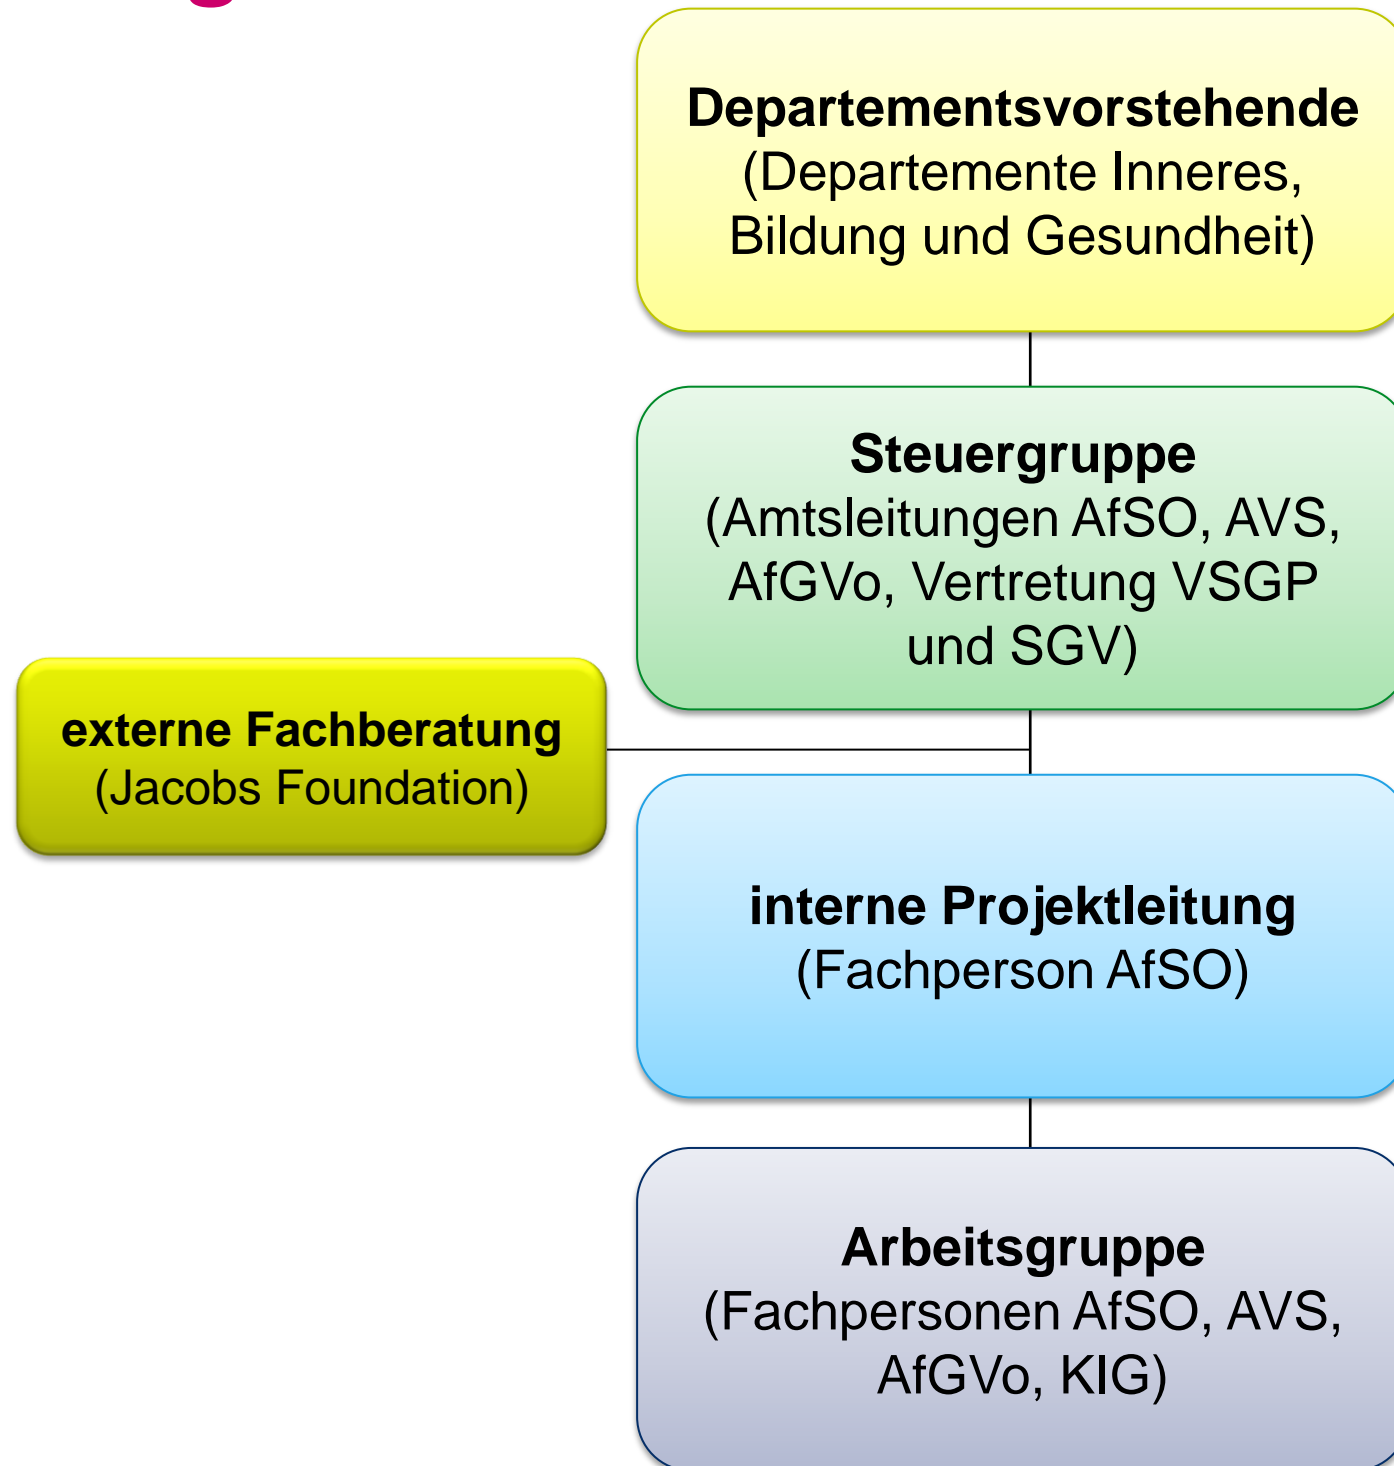 Departementsvorstehende
(Departemente Inneres,
Bildung und Gesundheit)
Steuergruppe
(Amtsleitungen AfSO, AVS,
AfGVo, Vertretung VSGP
und SGV)
externe Fachberatung
(Jacobs Foundation)
interne Projektleitung
(Fachperson AfSO)
Arbeitsgruppe
(Fachpersonen AfSO, AVS,
AfGVo, KIG)